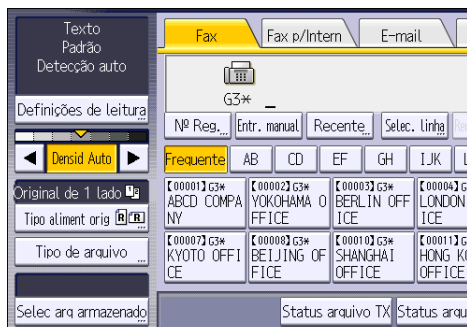 Texto
Padrão
Detecção auto
Definições de leitura
Densid Auto
Original de 1 lado
Tipo aliment orig
Tipo de arquivo
Selec arq armazenado
Fax
Fax p/Intern
E-mail
G3* _
Nº Reg.
Entr. manual
Recente
Selec. linha
Frequente
AB
CD
EF
GH
IJK
【00001】G3*
ABCD COMPA
NY
【00002】G3*
YOKOHAMA O
FFICE
【00003】G3*
BERLIN OFF
ICE
【00004】G
LONDON
ICE
【00007】G3*
KYOTO OFFI
CE
【00008】G3*
BEIJING OF
FICE
【00010】G3*
SHANGHAI
OFFICE
【00011】G
HONG K
OFFICE
Status arquivo TX
Status arqu